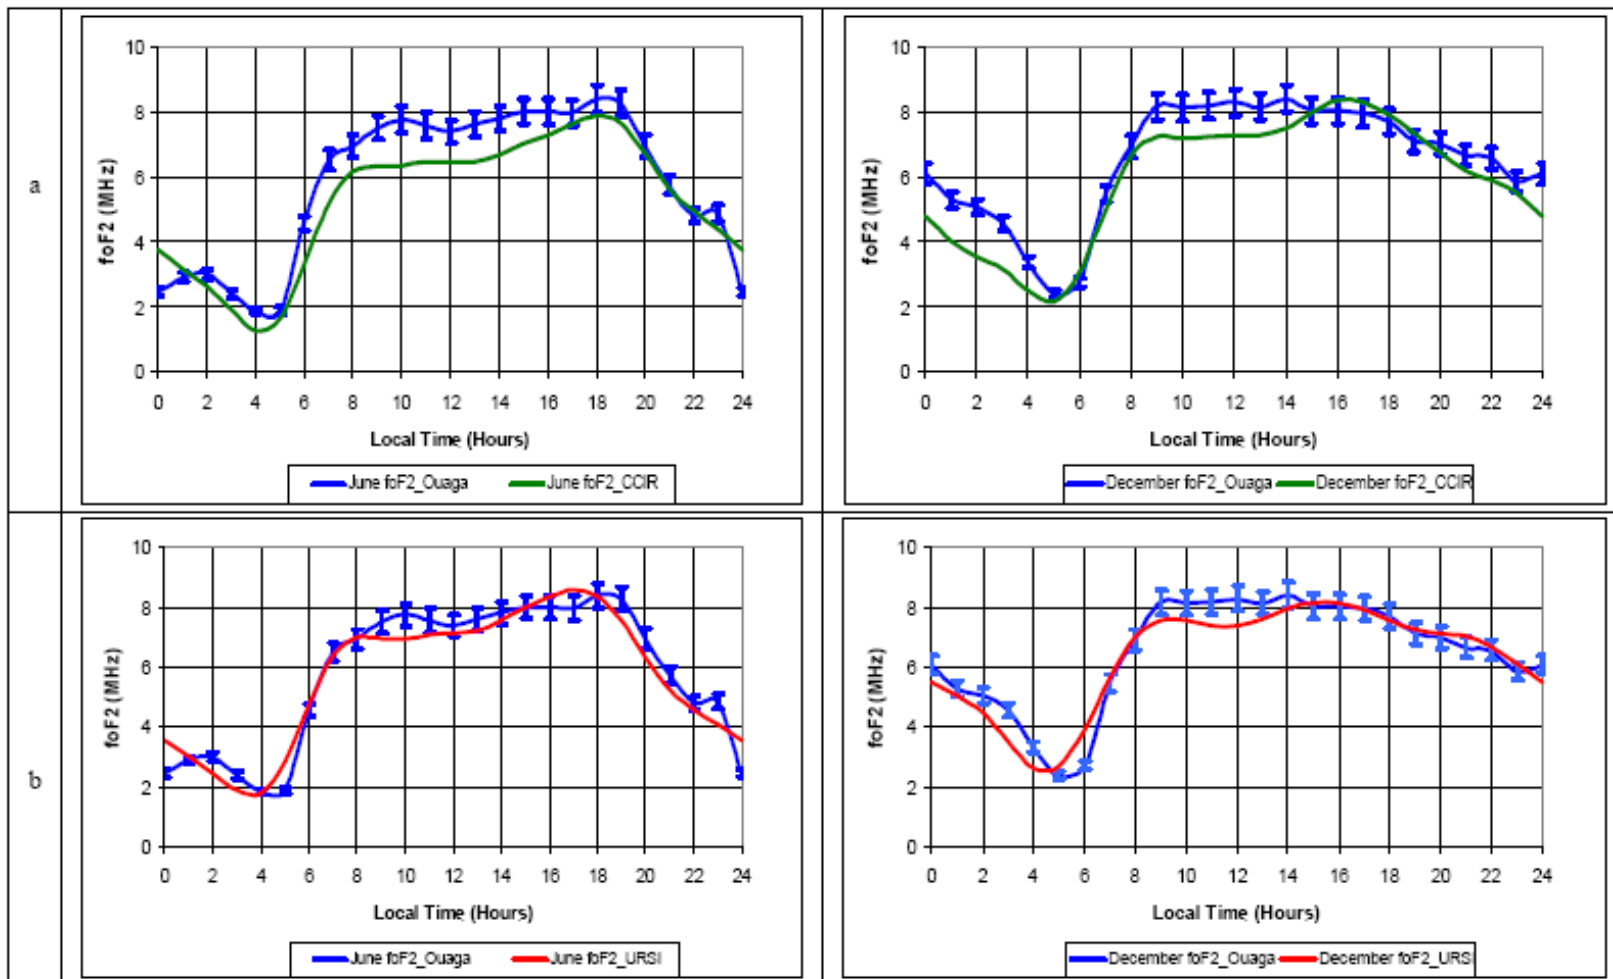 a
foF2 (MHz)
10
8
6
4
2
0
0 2 4 6 8 10 12 14 16 18 20 22 24
Local Time (Hours)
June foF2_Ouaga June foF2_CCIR
foF2 (MHz)
10
8
6
4
2
0
0 2 4 6 8 10 12 14 16 18 20 22 24
Local Time (Hours)
December foF2_Ouaga December foF2_CCIR
b
foF2 (MHz)
10
8
6
4
2
0
0 2 4 6 8 10 12 14 16 18 20 22 24
Local Time (Hours)
June foF2_Ouaga June foF2_URSI
foF2 (MHz)
10
8
6
4
2
0
0 2 4 6 8 10 12 14 16 18 20 22 24
Local Time (Hours)
December foF2_Ouaga December foF2_URSI